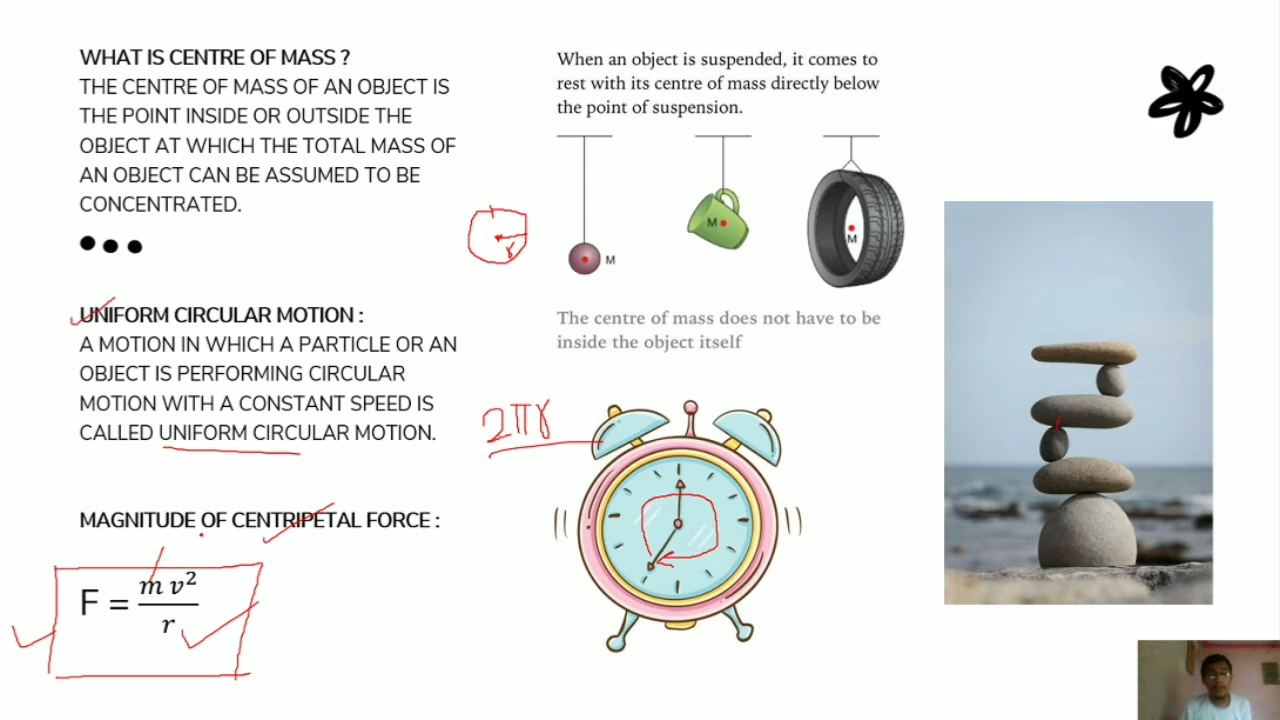 WHAT IS CENTRE OF MASS ?
THE CENTRE OF MASS OF AN OBJECT IS
THE POINT INSIDE OR OUTSIDE THE
OBJECT AT WHICH THE TOTAL MASS OF
AN OBJECT CAN BE ASSUMED TO BE
CONCENTRATED.
UNIFORM CIRCULAR MOTION :
A MOTION IN WHICH A PARTICLE OR AN
OBJECT IS PERFORMING CIRCULAR
MOTION WITH A CONSTANT SPEED IS
CALLED UNIFORM CIRCULAR MOTION.
MAGNITUDE OF CENTRIPETAL FORCE :
F = m v² / r
When an object is suspended, it comes to
rest with its centre of mass directly below
the point of suspension.
M
M
M
r
The centre of mass does not have to be
inside the object itself
2πr